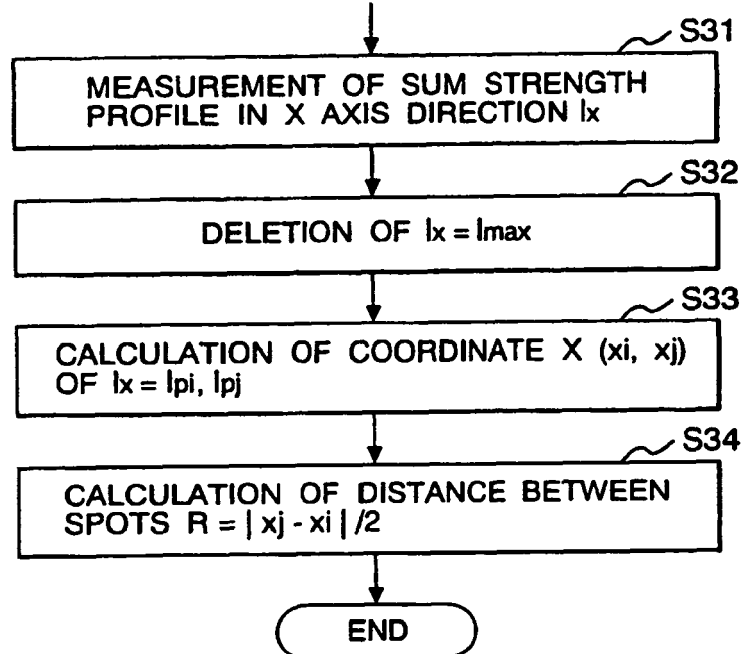 S31
MEASUREMENT OF SUM STRENGTH
PROFILE IN X AXIS DIRECTION Ix
S32
DELETION OF Ix = Imax
S33
CALCULATION OF COORDINATE X (xi, xj)
OF Ix = Ipi, Ipj
S34
CALCULATION OF DISTANCE BETWEEN
SPOTS R = | xj - xi | /2
END